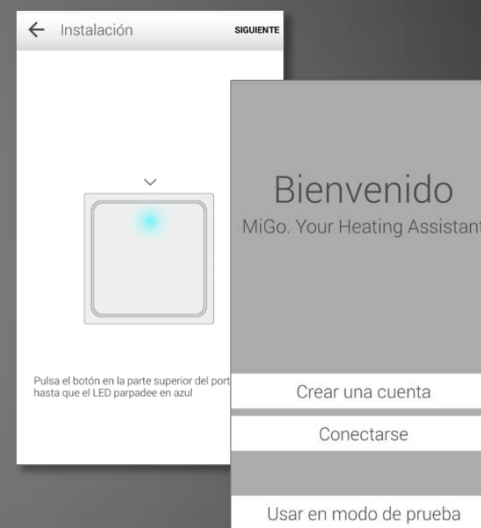 Instalación
SIGUIENTE
Pulsa el botón en la parte superior del
hasta que el LED parpadee en azul
Bienvenido
MiGo. Your Heating Assistant
Crear una cuenta
Conectarse
Usar en modo de prueba